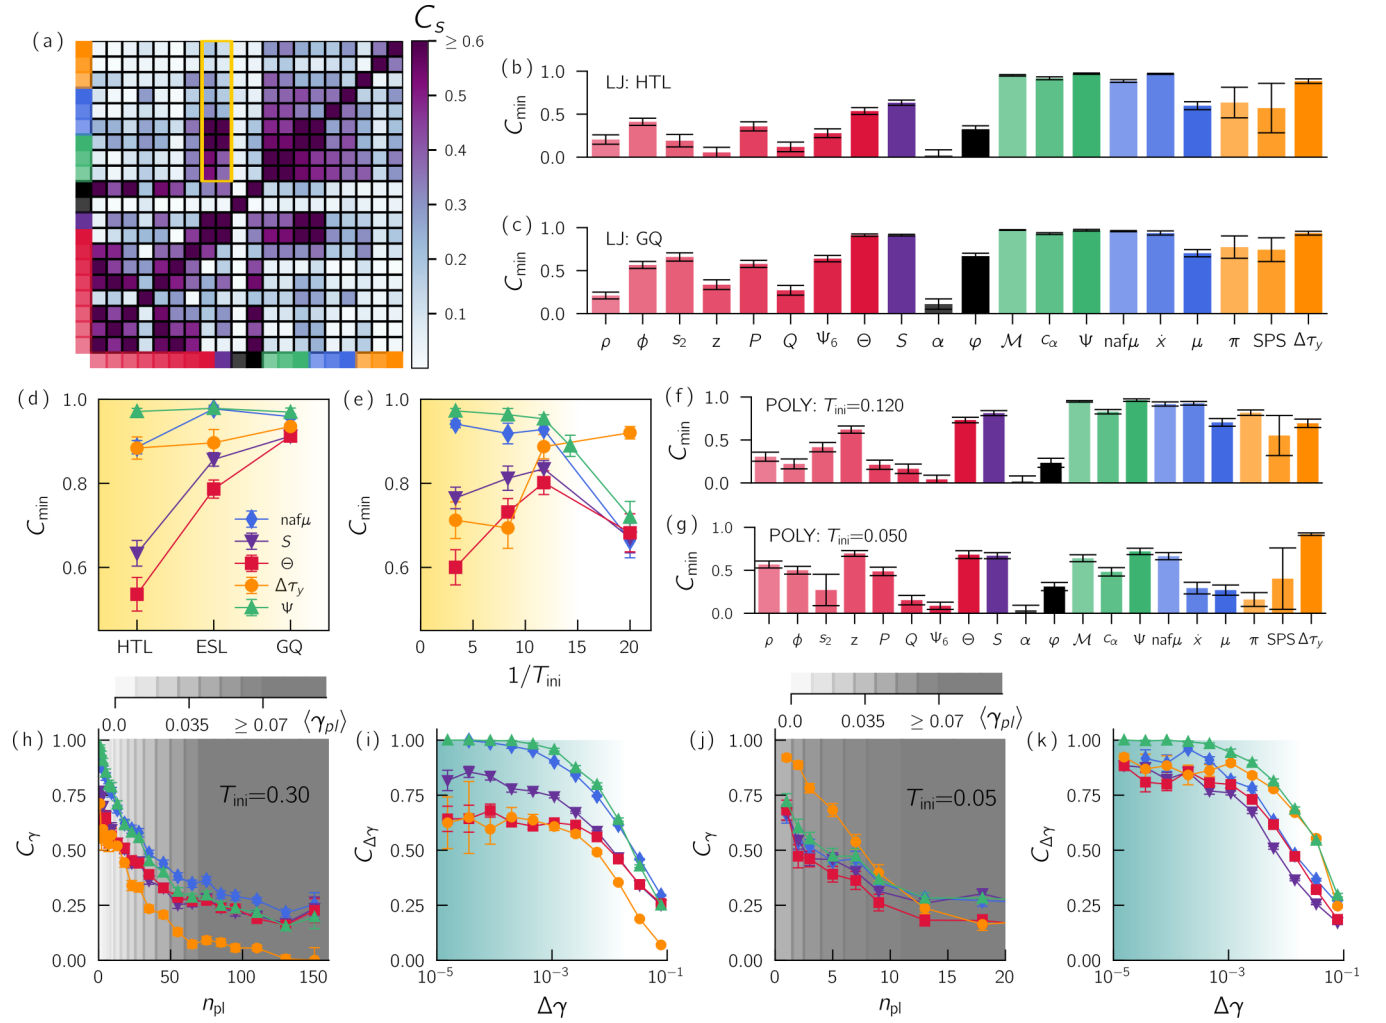 (a)
C_s
≥ 0.6
0.5
0.4
0.3
0.2
0.1
(b)
LJ: HTL
C_min
1.0
0.5
0.0
(c)
LJ: GQ
C_min
1.0
0.5
0.0
ρ ϕ s_2 z P Q Ψ_6 Θ S α φ ℳ c_α Ψ nafμ ẋ μ π SPS Δτ_y
(d)
C_min
1.0
0.8
0.6
nafμ
S
Θ
Δτ_y
Ψ
HTL ESL GQ
(e)
C_min
1.0
0.8
0.6
0 5 10 15 20
1/T_ini
(f)
POLY: T_ini=0.120
C_min
1.0
0.5
0.0
(g)
POLY: T_ini=0.050
C_min
1.0
0.5
0.0
ρ ϕ s_2 z P Q Ψ_6 Θ S α φ ℳ c_α Ψ nafμ ẋ μ π SPS Δτ_y
0.0 0.035 ≥ 0.07 ⟨γ_pl⟩
(h)
C_γ
1.00
0.75
0.50
0.25
0.00
T_ini=0.30
0 50 100 150
n_pl
(i)
C_Δγ
1.00
0.75
0.50
0.25
0.00
10^−5 10^−3 10^−1
Δγ
0.0 0.035 ≥ 0.07 ⟨γ_pl⟩
(j)
C_γ
1.00
0.75
0.50
0.25
0.00
T_ini=0.05
0 5 10 15 20
n_pl
(k)
C_Δγ
1.00
0.75
0.50
0.25
0.00
10^−5 10^−3 10^−1
Δγ